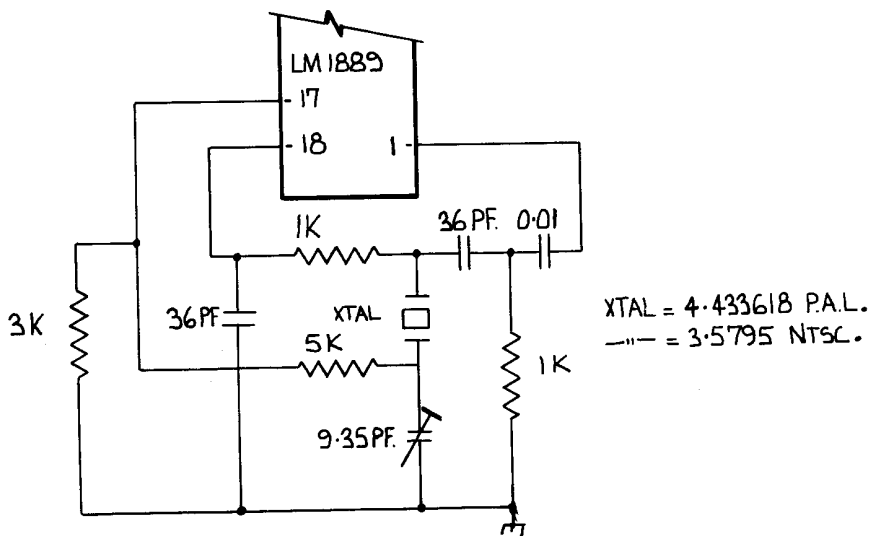 LM1889
17
18
1
1K
36PF. 0.01
3K
36PF
XTAL
5K
1K
9.35PF.
XTAL = 4.433618 P.A.L.
—"— = 3.5795 NTSC.